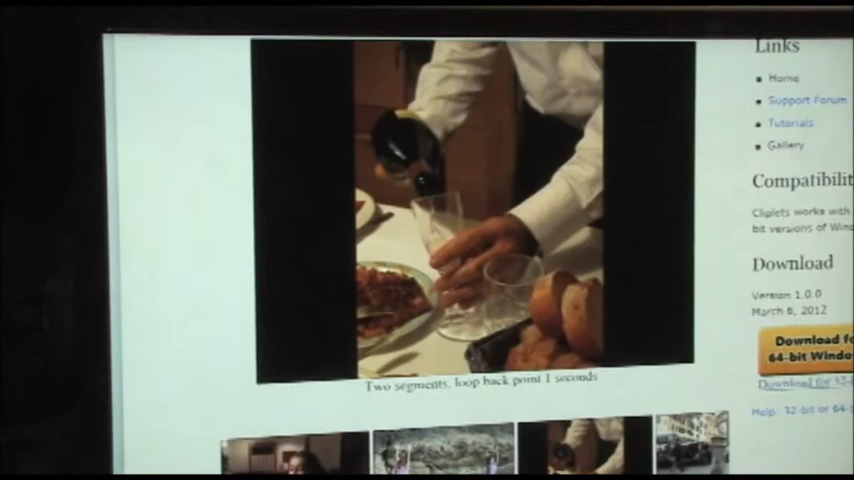 Links
Home
Support Forum
Tutorials
Gallery
Compatibilit
Cliplets works with
bit versions of Wind
Download
Version 1.0.0
March 6, 2012
Download fo
64-bit Windo
Download for 32-
Help: 32-bit or 64-b
Two segments, loop back point 1 seconds